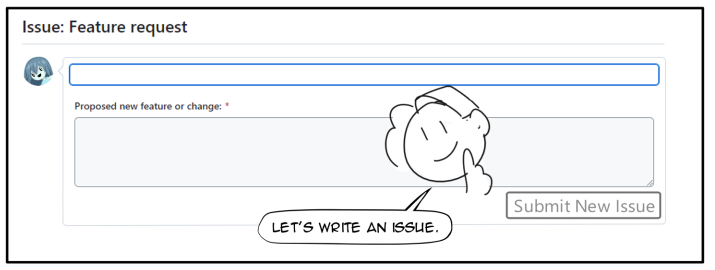 Issue: Feature request
Proposed new feature or change: *
LET'S WRITE AN ISSUE.
Submit New Issue